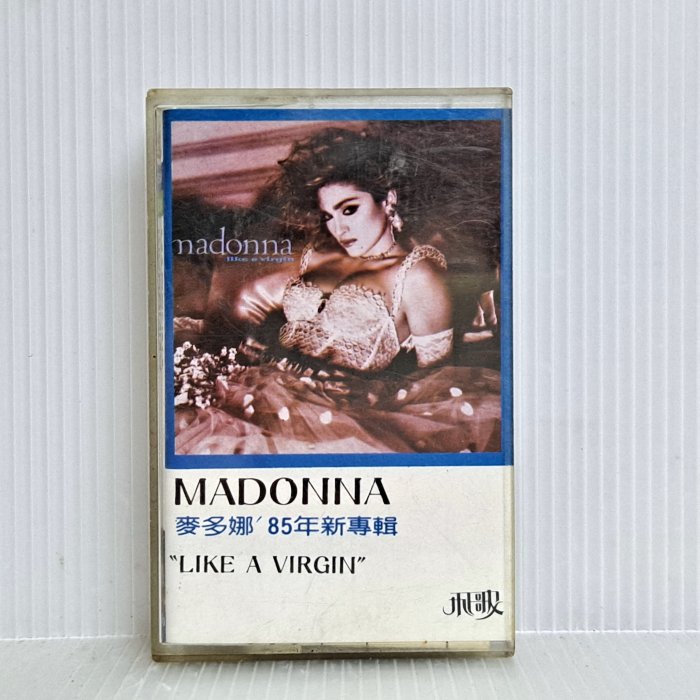 madonna
like a virgin
MADONNA
麥多娜'85年新專輯
"LIKE A VIRGIN"